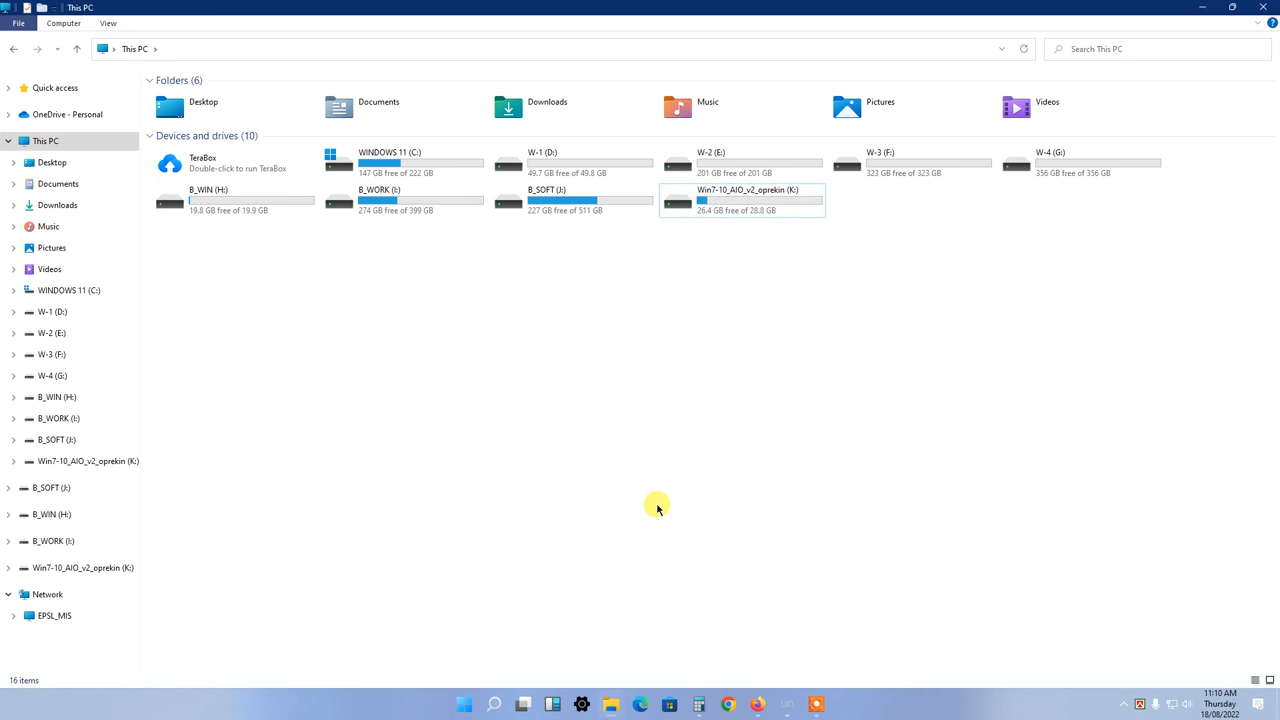 This PC
File Computer View
This PC
Search This PC
Quick access
OneDrive - Personal
This PC
Desktop
Documents
Downloads
Music
Pictures
Videos
WINDOWS 11 (C:)
W-1 (D:)
W-2 (E:)
W-3 (F:)
W-4 (G:)
B_WIN (H:)
B_WORK (I:)
B_SOFT (J:)
Win7-10_AIO_v2_oprekin (K:)
B_SOFT (J:)
B_WIN (H:)
B_WORK (I:)
Win7-10_AIO_v2_oprekin (K:)
Network
EPSL_MIS
Folders (6)
Desktop Documents Downloads Music Pictures Videos
Devices and drives (10)
TeraBox
Double-click to run TeraBox
WINDOWS 11 (C:)
147 GB free of 222 GB
W-1 (D:)
49.7 GB free of 49.8 GB
W-2 (E:)
201 GB free of 201 GB
W-3 (F:)
323 GB free of 323 GB
W-4 (G:)
356 GB free of 356 GB
B_WIN (H:)
19.8 GB free of 19.9 GB
B_WORK (I:)
274 GB free of 399 GB
B_SOFT (J:)
227 GB free of 511 GB
Win7-10_AIO_v2_oprekin (K:)
26.4 GB free of 28.8 GB
16 items
un
11:10 AM
Thursday
18/08/2022